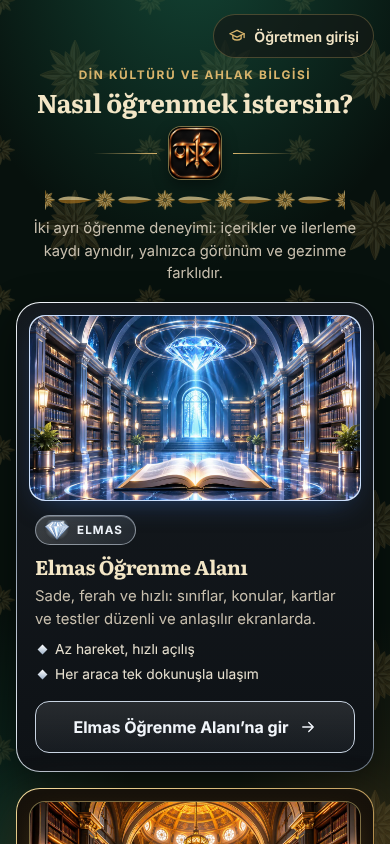 Öğretmen girişi
DİN KÜLTÜRÜ VE AHLAK BİLGİSİ
Nasıl öğrenmek istersin?
İki ayrı öğrenme deneyimi: içerikler ve ilerleme
kaydı aynıdır, yalnızca görünüm ve gezinme
farklıdır.
ELMAS
Elmas Öğrenme Alanı
Sade, ferah ve hızlı: sınıflar, konular, kartlar
ve testler düzenli ve anlaşılır ekranlarda.
Az hareket, hızlı açılış
Her araca tek dokunuşla ulaşım
Elmas Öğrenme Alanı’na gir →